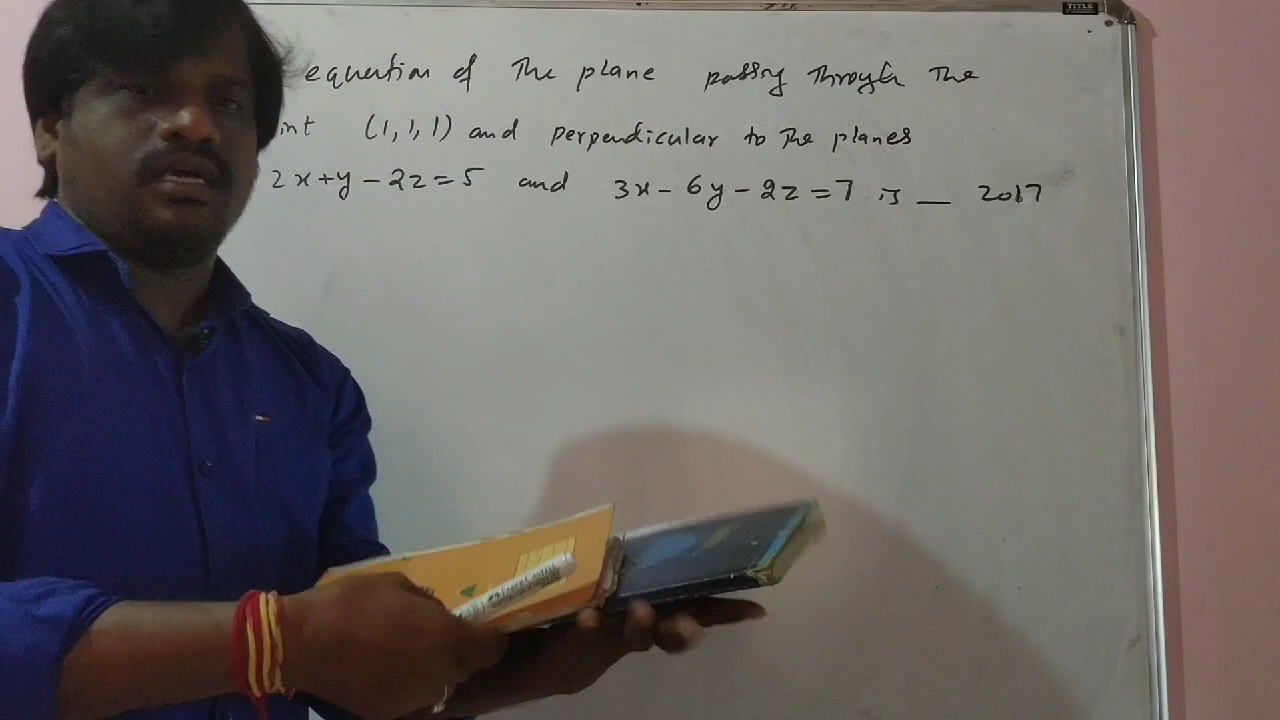 equation of The plane passing Through The
int (1, 1, 1) and perpendicular to The planes
2x+y-2z=5 and 3x-6y-2z=7 is __ 2017
TITLE